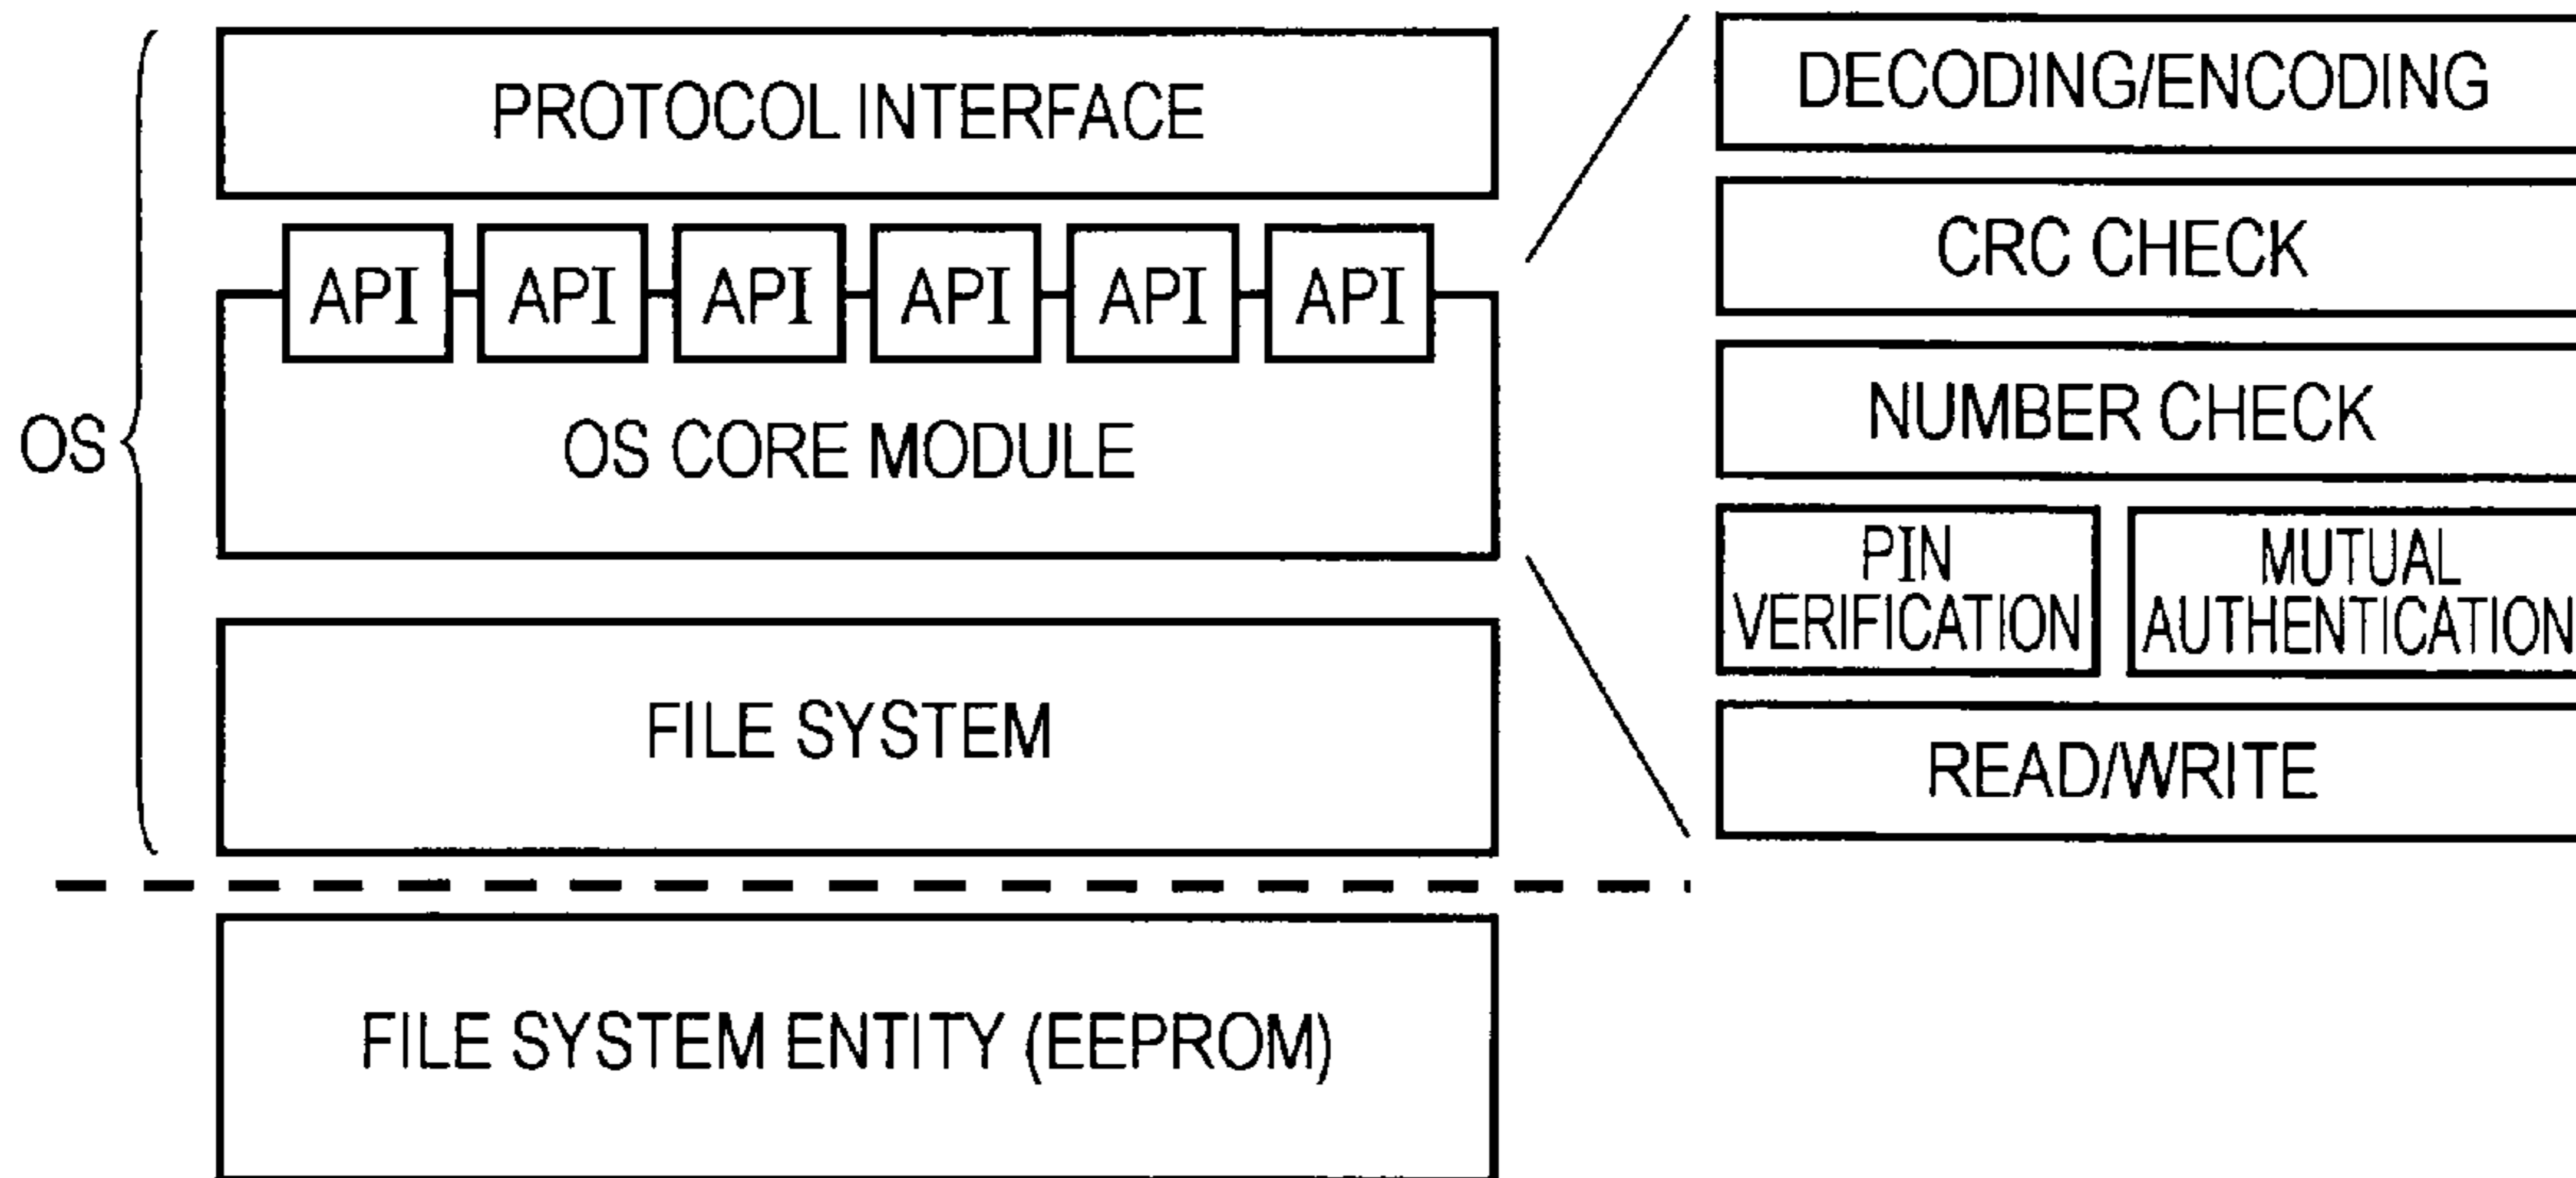 PROTOCOL INTERFACE
API API API API API API
OS CORE MODULE
OS
FILE SYSTEM
FILE SYSTEM ENTITY (EEPROM)
DECODING/ENCODING
CRC CHECK
NUMBER CHECK
PIN
VERIFICATION
MUTUAL
AUTHENTICATION
READ/WRITE